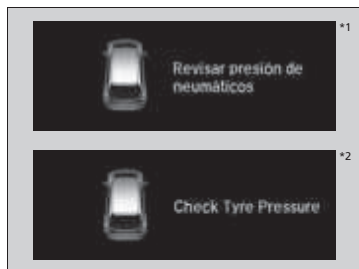 *1
Revisar presión de
neumáticos
*2
Check Tyre Pressure